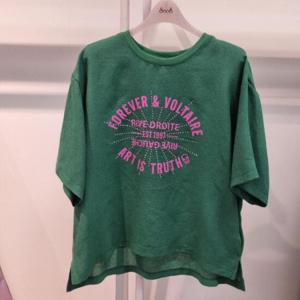 FOREVER & VOLTAIRE
RIVE DROITE
EST 1997
RIVE GAUCHE
ART IS TRUTH